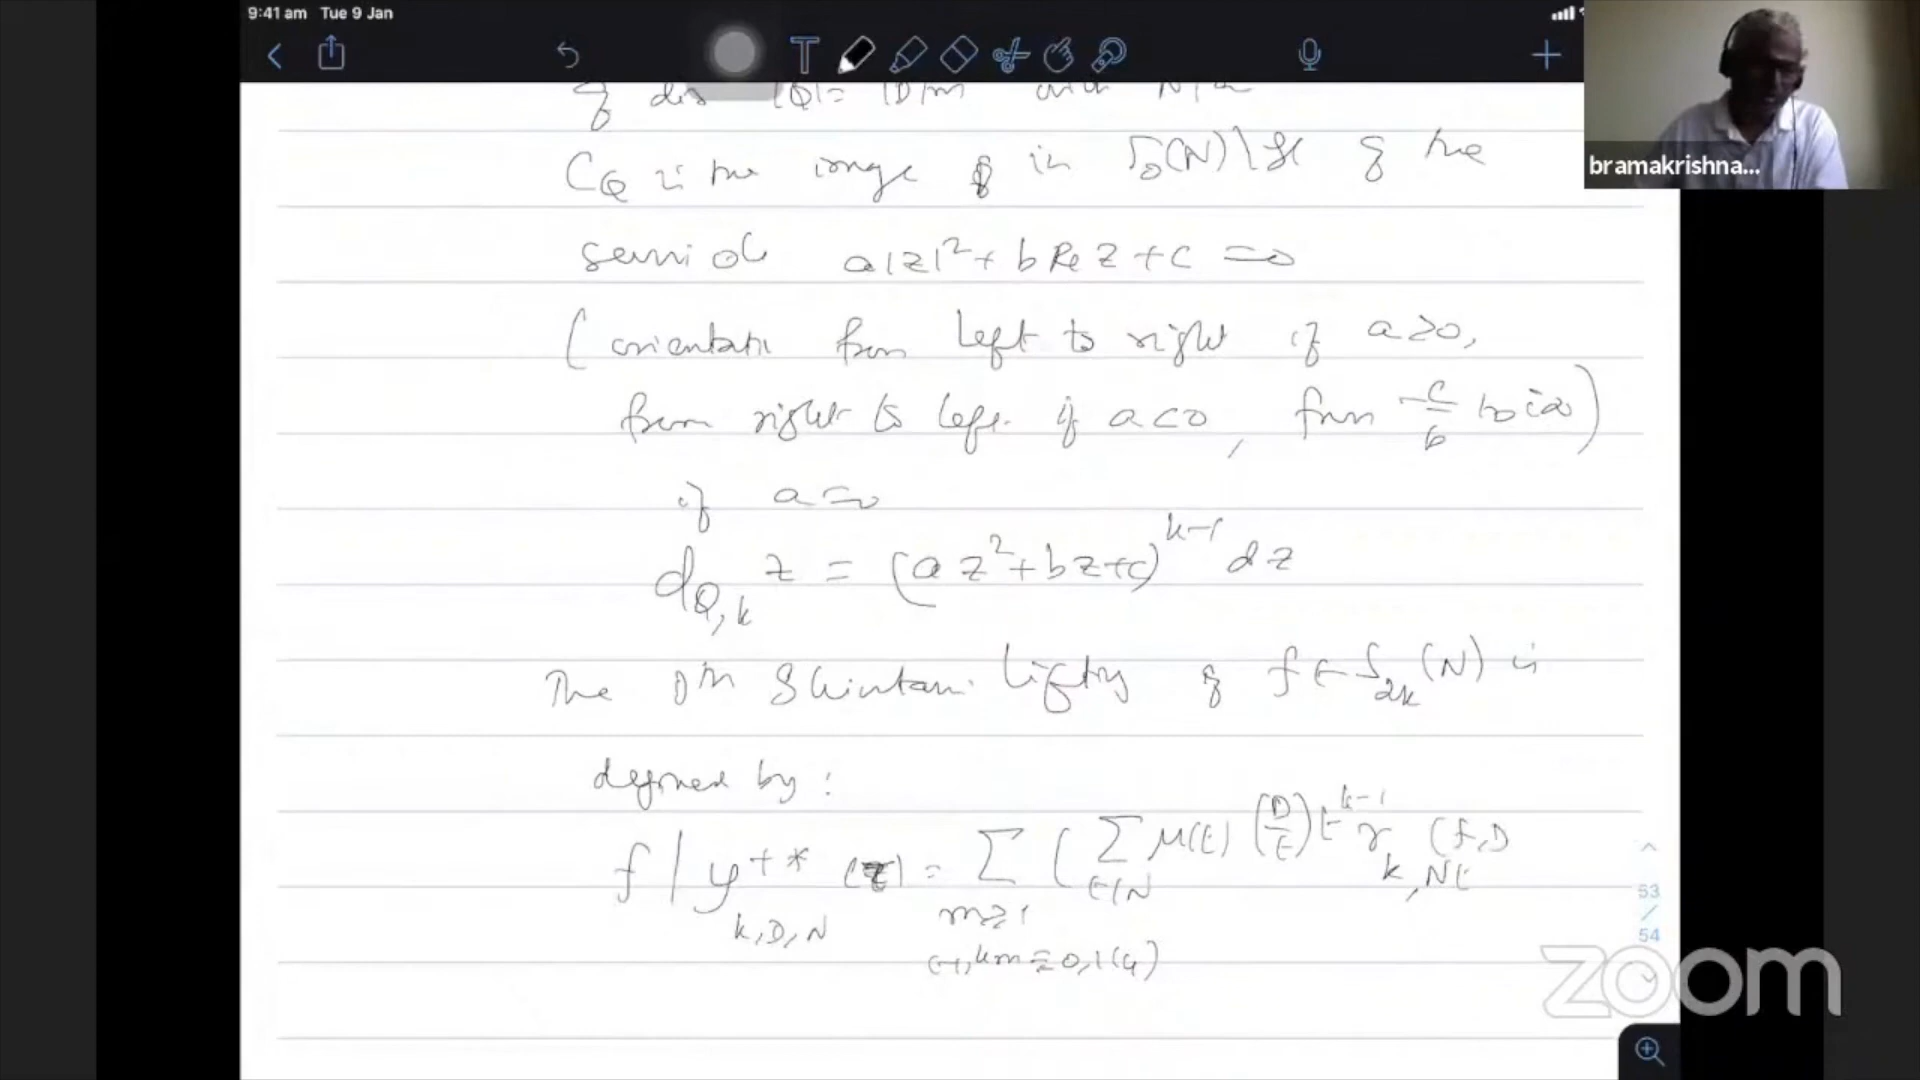 9:41 am Tue 9 Jan
bramakrishna...
of dis |Q| = |D|m with N|a
C_Q is the image in Γ_0(N)\ℋ of the
semi a|z|²+ b Re z + c = 0
( from left to right if a>0,
from right to left if a<0, from -c/b to i∞)
if a=0
d_{Q,k} z = (az²+bz+c)^{k-1} dz
The Dth Shintani lifting of f ∈ S_{2k}(N) is
defined by :
f | 𝒮^{+*}_{k,D,N} (z) = Σ_{m≥1, (-1)^k m ≡ 0,1(4)} ( Σ_{t|N} μ(t) (D/t) t^{k-1} r_{k,Nt} (f,D
53
/
54
zoom